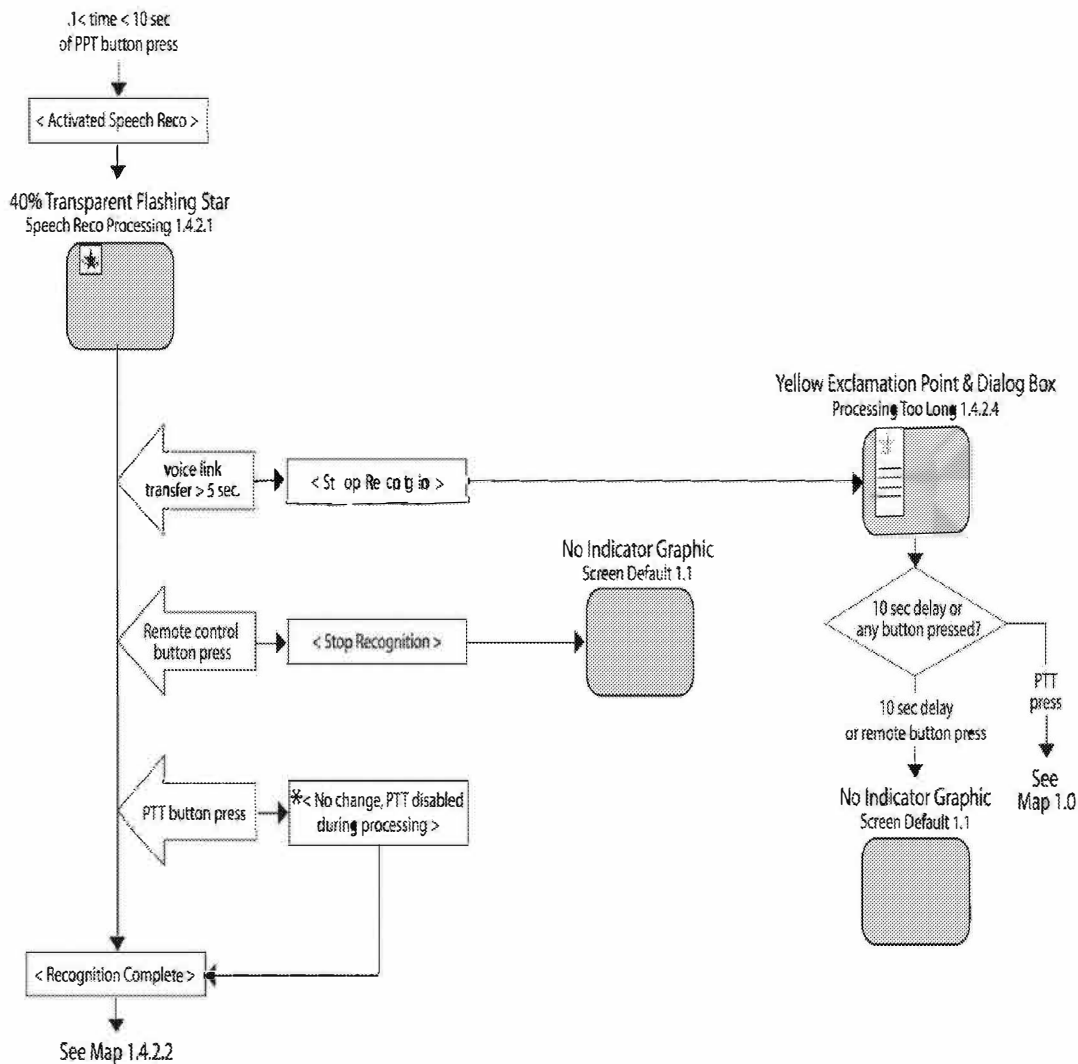 .1< time < 10 sec
of PPT button press
< Activated Speech Reco >
40% Transparent Flashing Star
Speech Reco Processing 1.4.2.1
Yellow Exclamation Point & Dialog Box
Processing Too Long 1.4.2.4
voice link
transfer > 5 sec.
< St op Re co
No Indicator Graphic
Screen Default 1.1
10 sec delay or
any button pressed?
Remote control
button press
< Stop Recognition >
PTT
press
10 sec delay
or remote button press
See
Map 1.0
PTT button press
*< No change, PTT disabled
during processing >
No Indicator Graphic
Screen Default 1.1
< Recognition Complete >
See Map 1.4.2.2